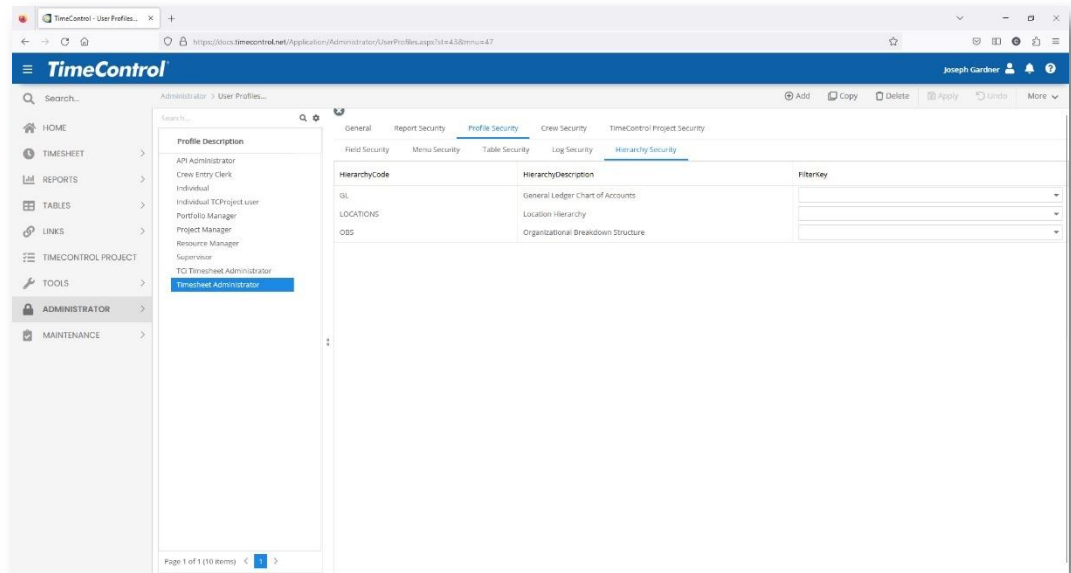 TimeControl - User Profiles...
https://docs.timecontrol.net/Application/Administrator/UserProfiles.aspx?st=43&mnu=47
TimeControl
Joseph Gardner
Search...
Administrator > User Profiles...
Add Copy Delete Apply Undo More
HOME
TIMESHEET
REPORTS
TABLES
LINKS
TIMECONTROL PROJECT
TOOLS
ADMINISTRATOR
MAINTENANCE
Search...
Profile Description
API Administrator
Crew Entry Clerk
Individual
Individual TCProject user
Portfolio Manager
Project Manager
Resource Manager
Supervisor
TCI Timesheet Administrator
Timesheet Administrator
Page 1 of 1 (10 items) < 1 >
General Report Security Profile Security Crew Security TimeControl Project Security
Field Security Menu Security Table Security Log Security Hierarchy Security
HierarchyCode HierarchyDescription FilterKey
GL General Ledger Chart of Accounts
LOCATIONS Location Hierarchy
OBS Organizational Breakdown Structure